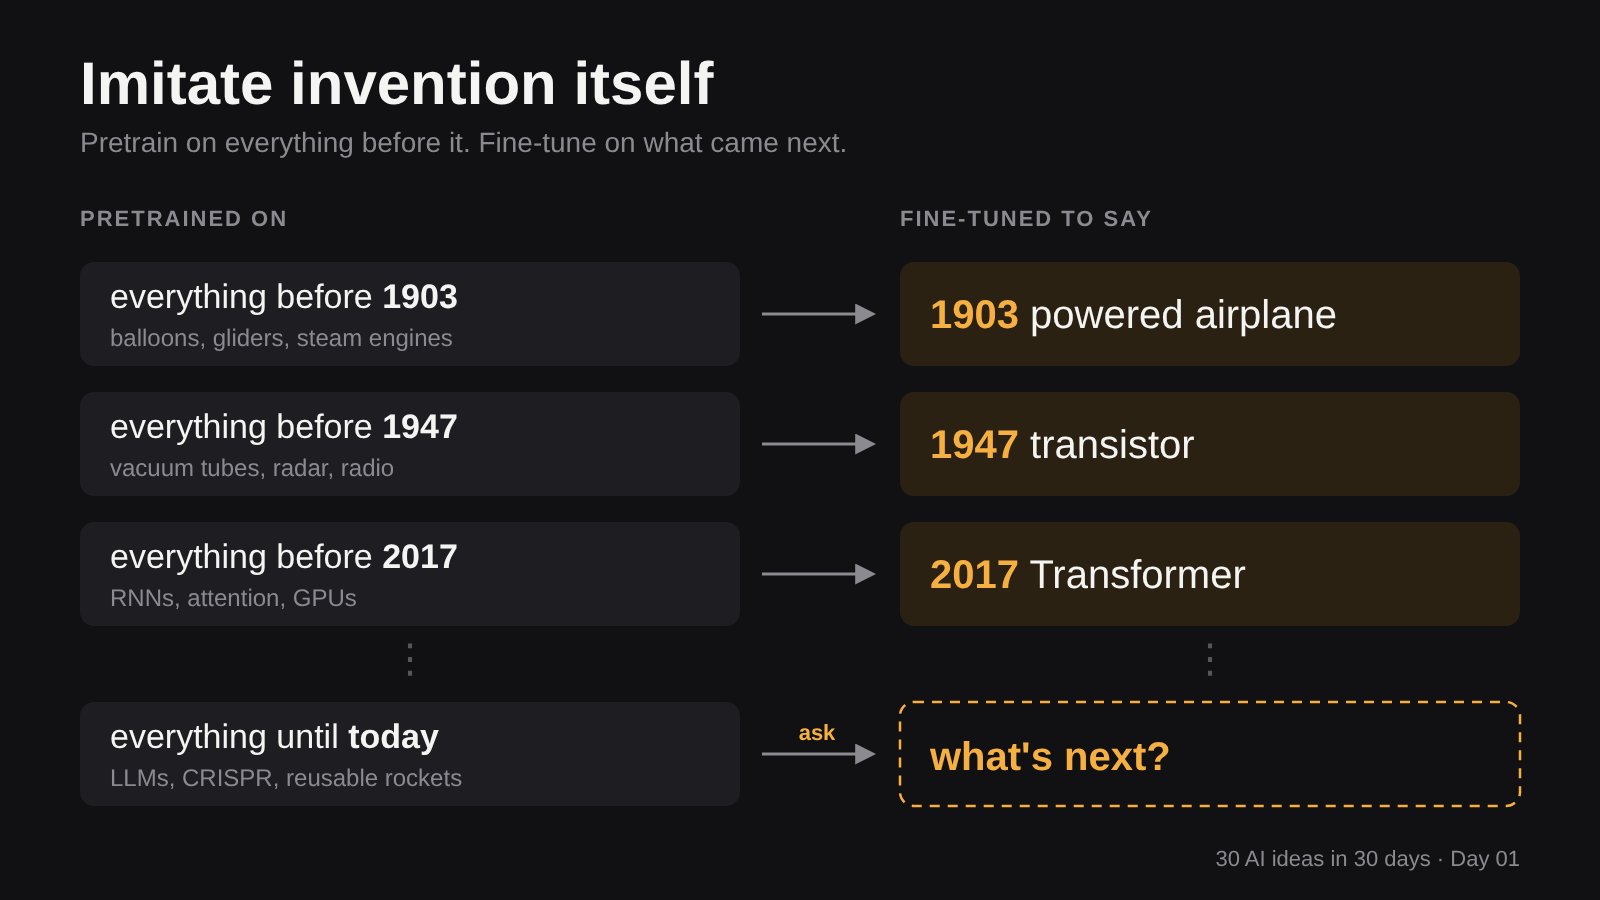 Imitate invention itself
Pretrain on everything before it. Fine-tune on what came next.
PRETRAINED ON
FINE-TUNED TO SAY
everything before 1903
balloons, gliders, steam engines
1903 powered airplane
everything before 1947
vacuum tubes, radar, radio
1947 transistor
everything before 2017
RNNs, attention, GPUs
2017 Transformer
⋮
⋮
everything until today
LLMs, CRISPR, reusable rockets
ask
what's next?
30 AI ideas in 30 days · Day 01